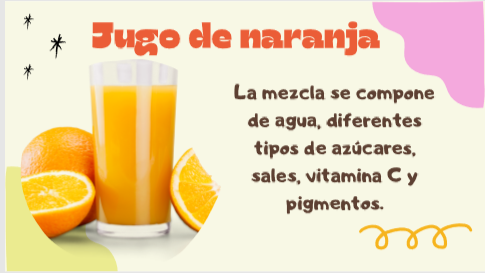 Jugo de naranja
La mezcla se compone
de agua, diferentes
tipos de azúcares,
sales, vitamina C y
pigmentos.